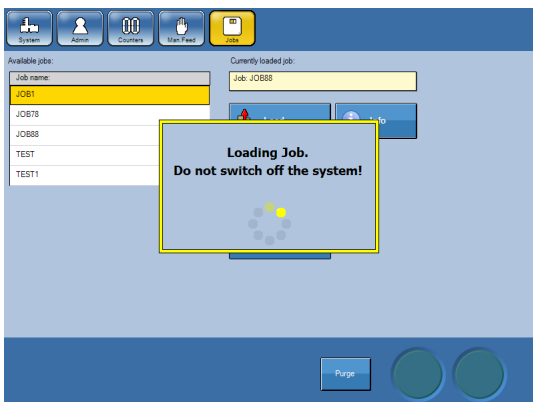 System
Admin
Counters
Man.Feed
Jobs
Available jobs:
Job name:
JOB1
JOB78
JOB88
TEST
TEST1
Currently loaded job:
Job: JOB88
Loading Job.
Do not switch off the system!
Purge